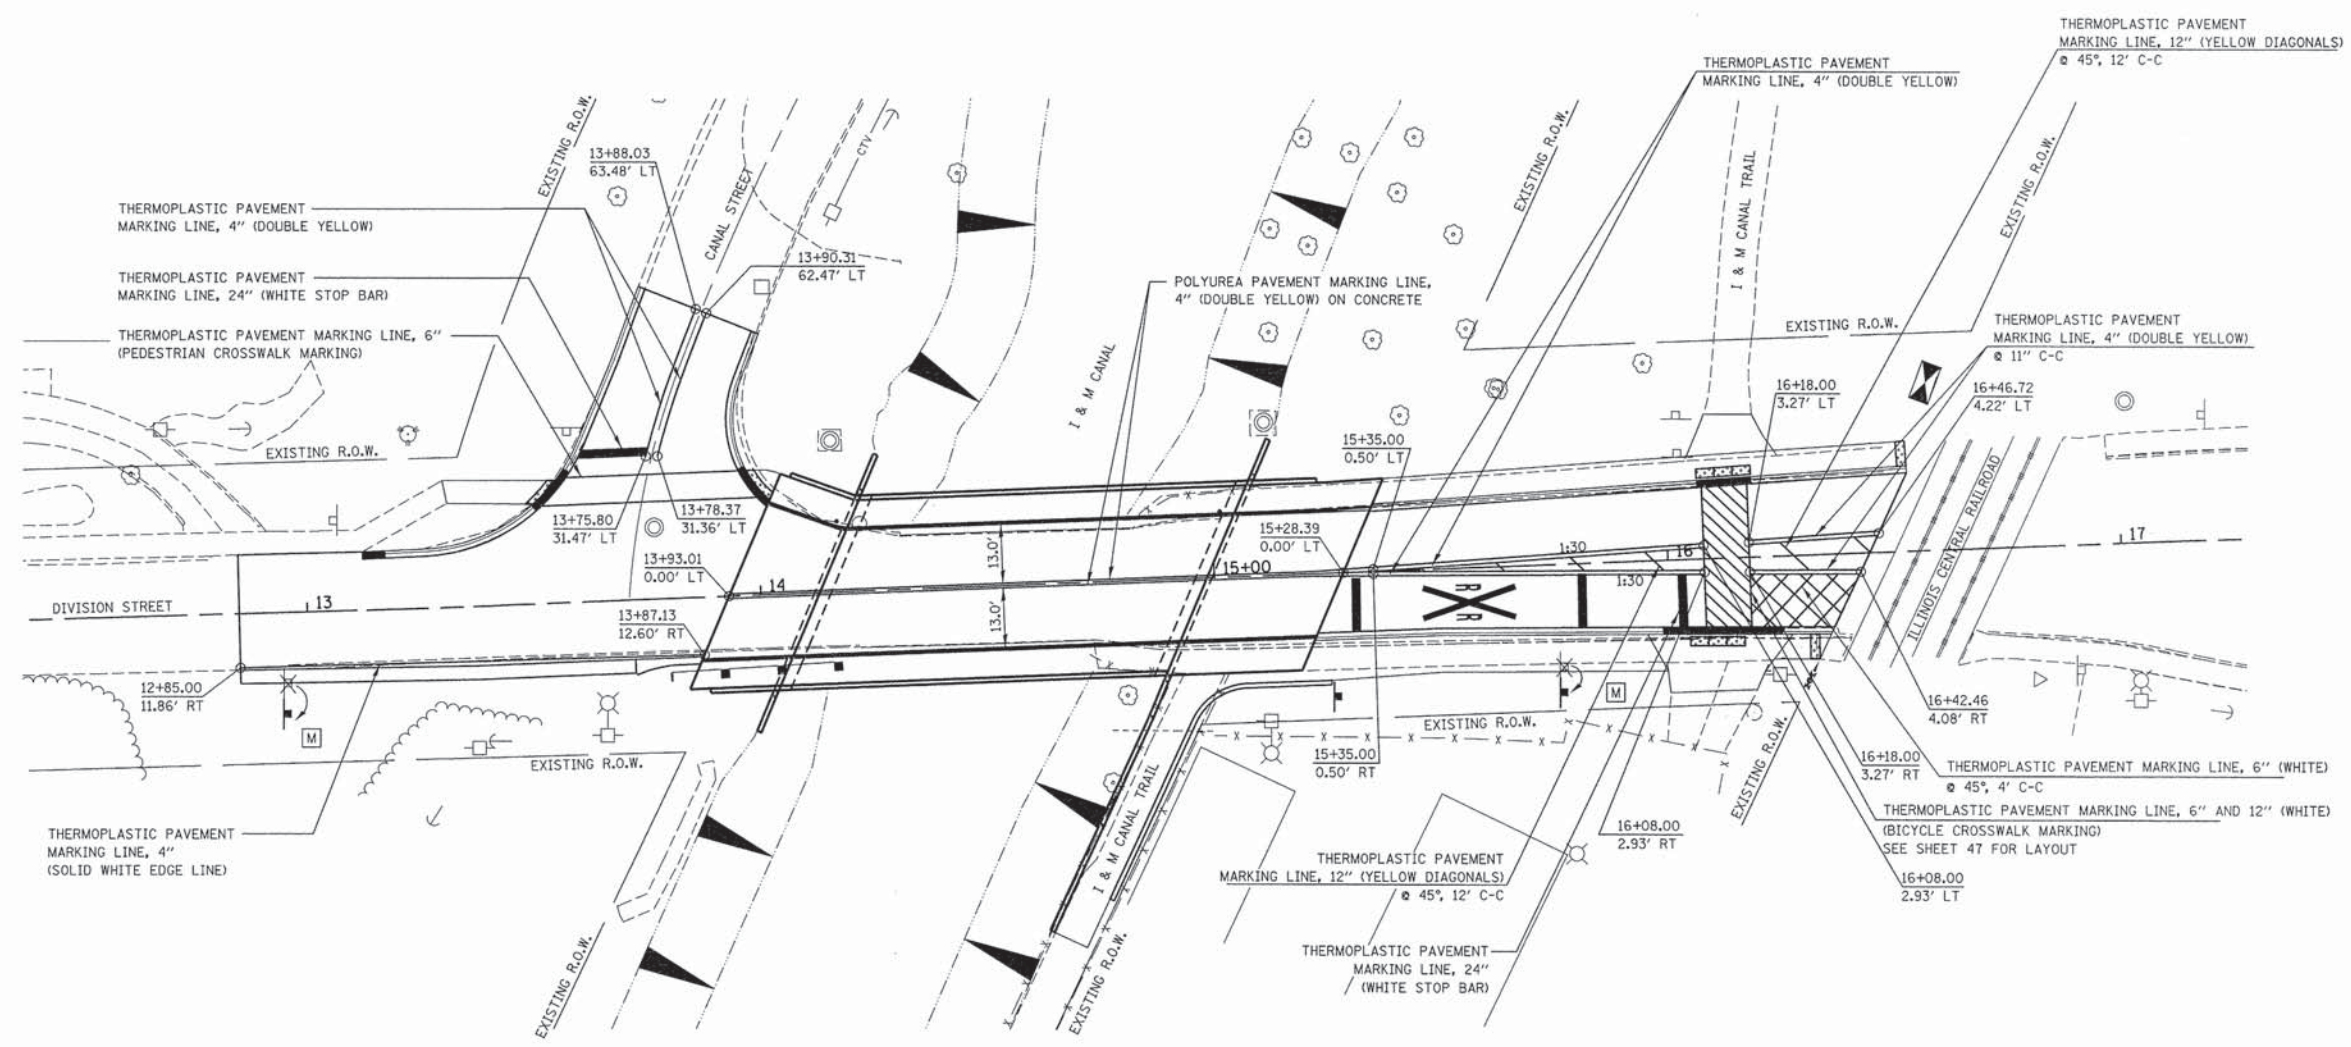 THERMOPLASTIC PAVEMENT
MARKING LINE, 12" (YELLOW DIAGONALS)
@ 45°, 12' C-C
THERMOPLASTIC PAVEMENT
MARKING LINE, 4" (DOUBLE YELLOW)
EXISTING R.O.W.
13+88.03
63.48' LT
CTV
CANAL STREET
EXISTING R.O.W.
I & M CANAL TRAIL
EXISTING R.O.W.
THERMOPLASTIC PAVEMENT
MARKING LINE, 4" (DOUBLE YELLOW)
13+90.31
62.47' LT
THERMOPLASTIC PAVEMENT
MARKING LINE, 24" (WHITE STOP BAR)
POLYUREA PAVEMENT MARKING LINE,
4" (DOUBLE YELLOW) ON CONCRETE
THERMOPLASTIC PAVEMENT MARKING LINE, 6"
(PEDESTRIAN CROSSWALK MARKING)
EXISTING R.O.W.
THERMOPLASTIC PAVEMENT
MARKING LINE, 4" (DOUBLE YELLOW)
@ 11" C-C
I & M CANAL
16+18.00
3.27' LT
16+46.72
4.22' LT
EXISTING R.O.W.
15+35.00
0.50' LT
13+75.80
31.47' LT
13+78.37
31.36' LT
15+28.39
0.00' LT
ILLINOIS CENTRAL RAILROAD
17
13.0'
1:30
16
13+93.01
0.00' LT
14
15+00
1:30
DIVISION STREET
13
13.0'
R
R
13+87.13
12.60' RT
12+85.00
11.86' RT
M
M
16+42.46
4.08' RT
EXISTING R.O.W.
EXISTING R.O.W.
EXISTING R.O.W.
15+35.00
0.50' RT
16+18.00
3.27' RT
THERMOPLASTIC PAVEMENT MARKING LINE, 6" (WHITE)
@ 45°, 4' C-C
THERMOPLASTIC PAVEMENT MARKING LINE, 6" AND 12" (WHITE)
(BICYCLE CROSSWALK MARKING)
SEE SHEET 47 FOR LAYOUT
THERMOPLASTIC PAVEMENT
MARKING LINE, 4"
(SOLID WHITE EDGE LINE)
I & M CANAL TRAIL
16+08.00
2.93' RT
THERMOPLASTIC PAVEMENT
MARKING LINE, 12" (YELLOW DIAGONALS)
@ 45°, 12' C-C
16+08.00
2.93' LT
EXISTING R.O.W.
EXISTING R.O.W.
THERMOPLASTIC PAVEMENT
MARKING LINE, 24"
(WHITE STOP BAR)